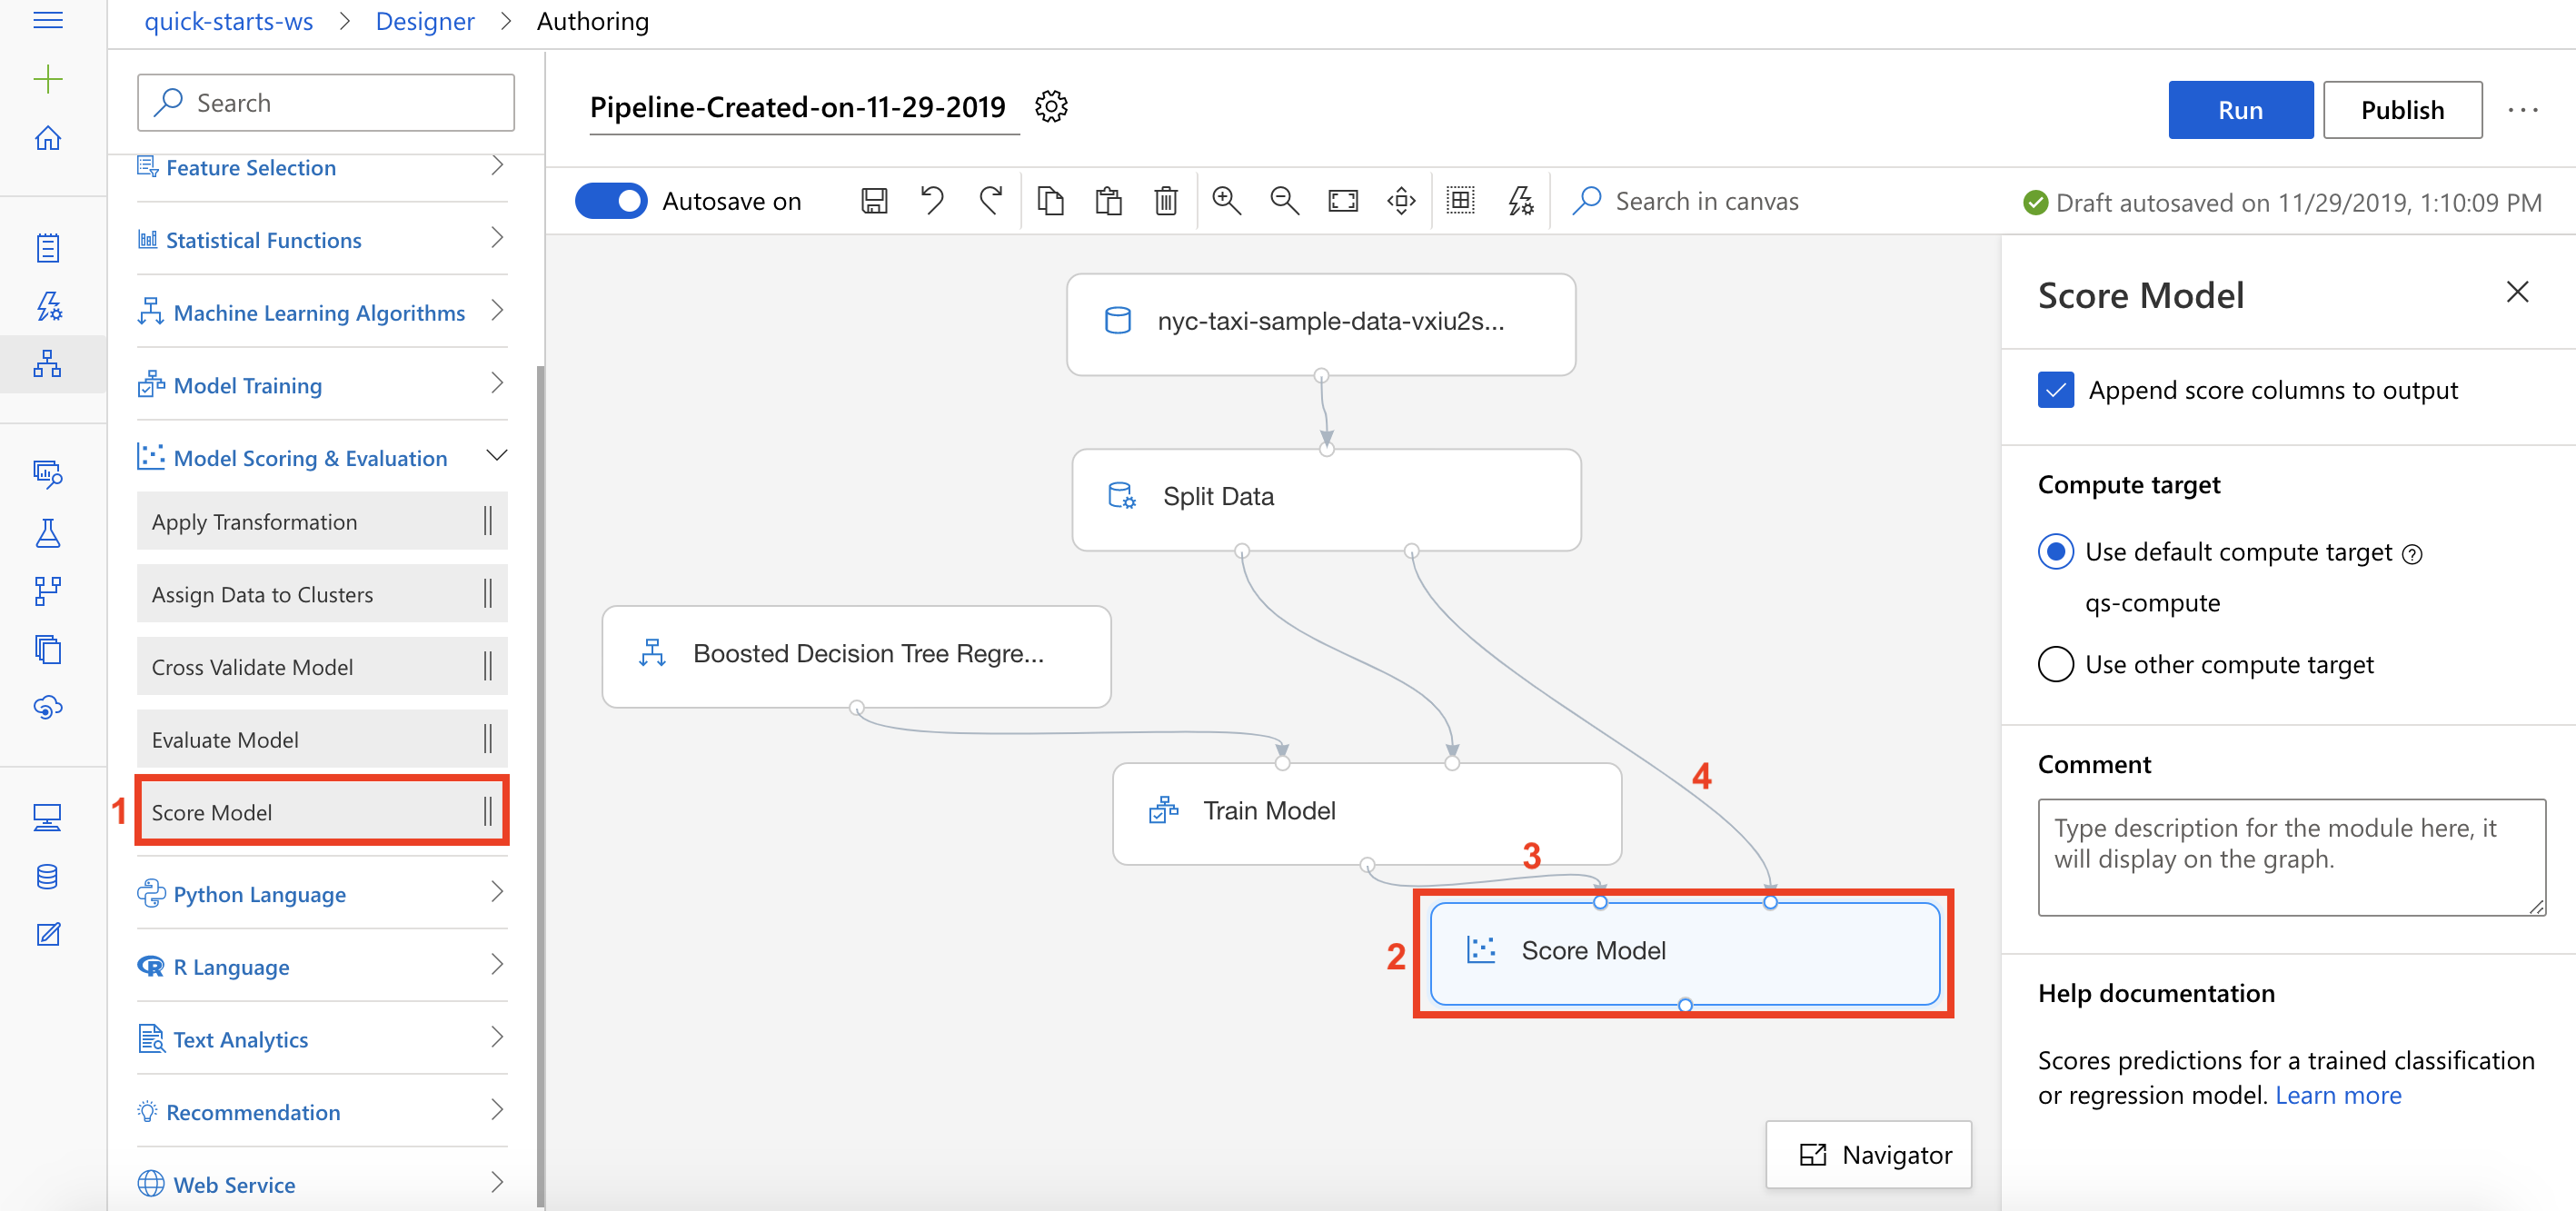 quick-starts-ws > Designer > Authoring
Search
Feature Selection
Statistical Functions
Machine Learning Algorithms
Model Training
Model Scoring & Evaluation
Apply Transformation
Assign Data to Clusters
Cross Validate Model
Evaluate Model
1
Score Model
Python Language
R Language
Text Analytics
Recommendation
Web Service
Pipeline-Created-on-11-29-2019
Run
Publish
...
Autosave on
Search in canvas
Draft autosaved on 11/29/2019, 1:10:09 PM
nyc-taxi-sample-data-vxiu2s...
Split Data
Boosted Decision Tree Regre...
4
Train Model
3
2
Score Model
Navigator
Score Model
Append score columns to output
Compute target
Use default compute target
qs-compute
Use other compute target
Comment
Type description for the module here, it
will display on the graph.
Help documentation
Scores predictions for a trained classification
or regression model. Learn more